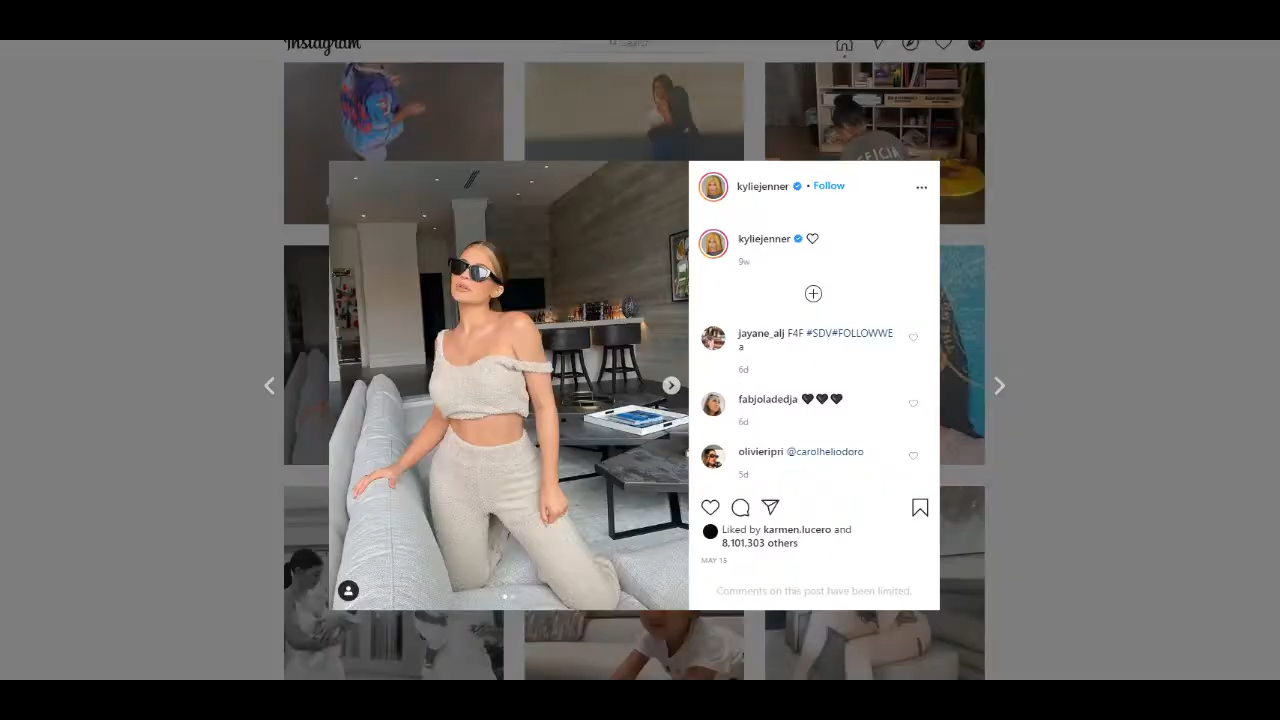 Instagram
Search
kyliejenner • Follow
kyliejenner
9w
jayane_alj F4F #SDV#FOLLOWWE
a
6d
fabjoladedja 🖤🖤🖤
6d
olivieripri @carolheliodoro
5d
Liked by karmen.lucero and
8,101,303 others
MAY 15
Comments on this post have been limited.